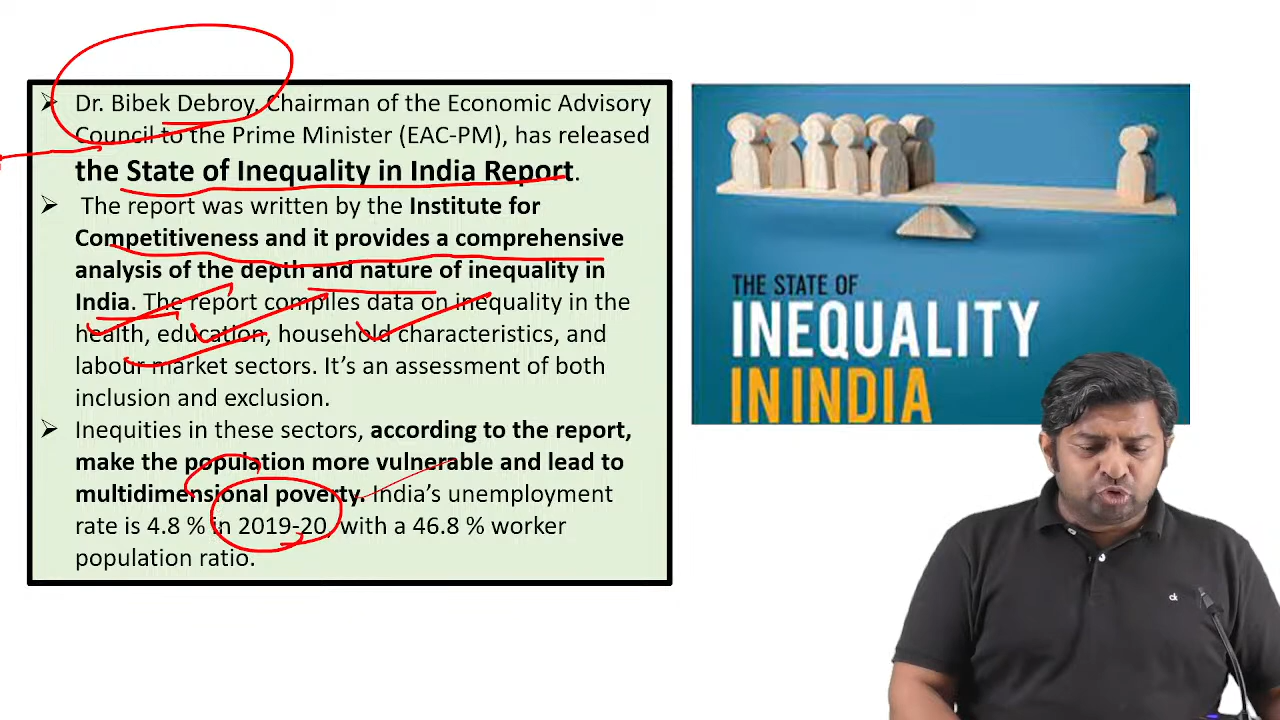 ➢ Dr. Bibek Debroy, Chairman of the Economic Advisory
Council to the Prime Minister (EAC-PM), has released
the State of Inequality in India Report.
➢ The report was written by the Institute for
Competitiveness and it provides a comprehensive
analysis of the depth and nature of inequality in
India. The report compiles data on inequality in the
health, education, household characteristics, and
labour market sectors. It’s an assessment of both
inclusion and exclusion.
➢ Inequities in these sectors, according to the report,
make the population more vulnerable and lead to
multidimensional poverty. India’s unemployment
rate is 4.8 % in 2019-20, with a 46.8 % worker
population ratio.
THE STATE OF
INEQUALITY
IN INDIA
ck